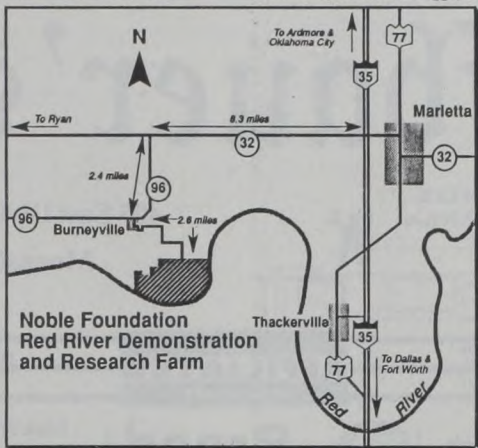 N
To Ardmore &
Oklahoma City
77
35
Marietta
To Ryan
8.3 miles
32
32
2.4 miles
96
96
2.6 miles
Burneyville
Noble Foundation
Red River Demonstration
and Research Farm
Thackerville
35
77
To Dallas &
Fort Worth
Red River